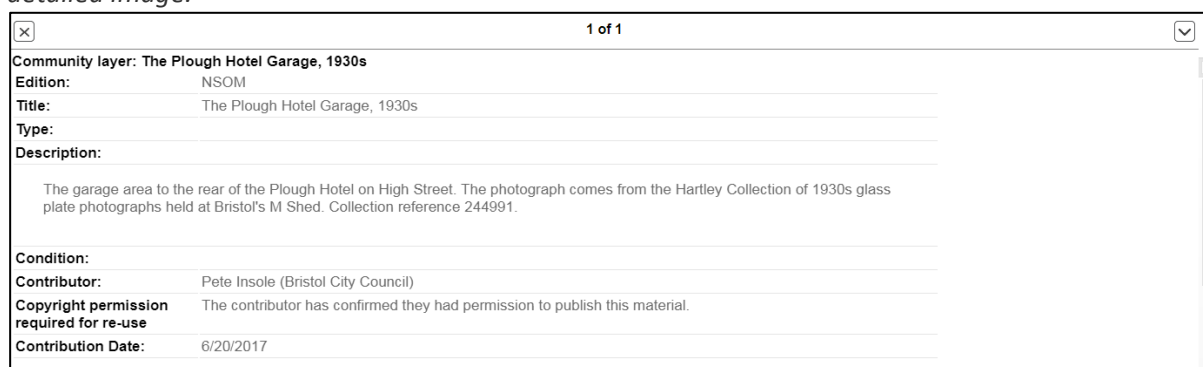 detailed image.
1 of 1
Community layer: The Plough Hotel Garage, 1930s
Edition: NSOM
Title: The Plough Hotel Garage, 1930s
Type:
Description:
The garage area to the rear of the Plough Hotel on High Street. The photograph comes from the Hartley Collection of 1930s glass
plate photographs held at Bristol's M Shed. Collection reference 244991.
Condition:
Contributor: Pete Insole (Bristol City Council)
Copyright permission The contributor has confirmed they had permission to publish this material.
required for re-use
Contribution Date: 6/20/2017